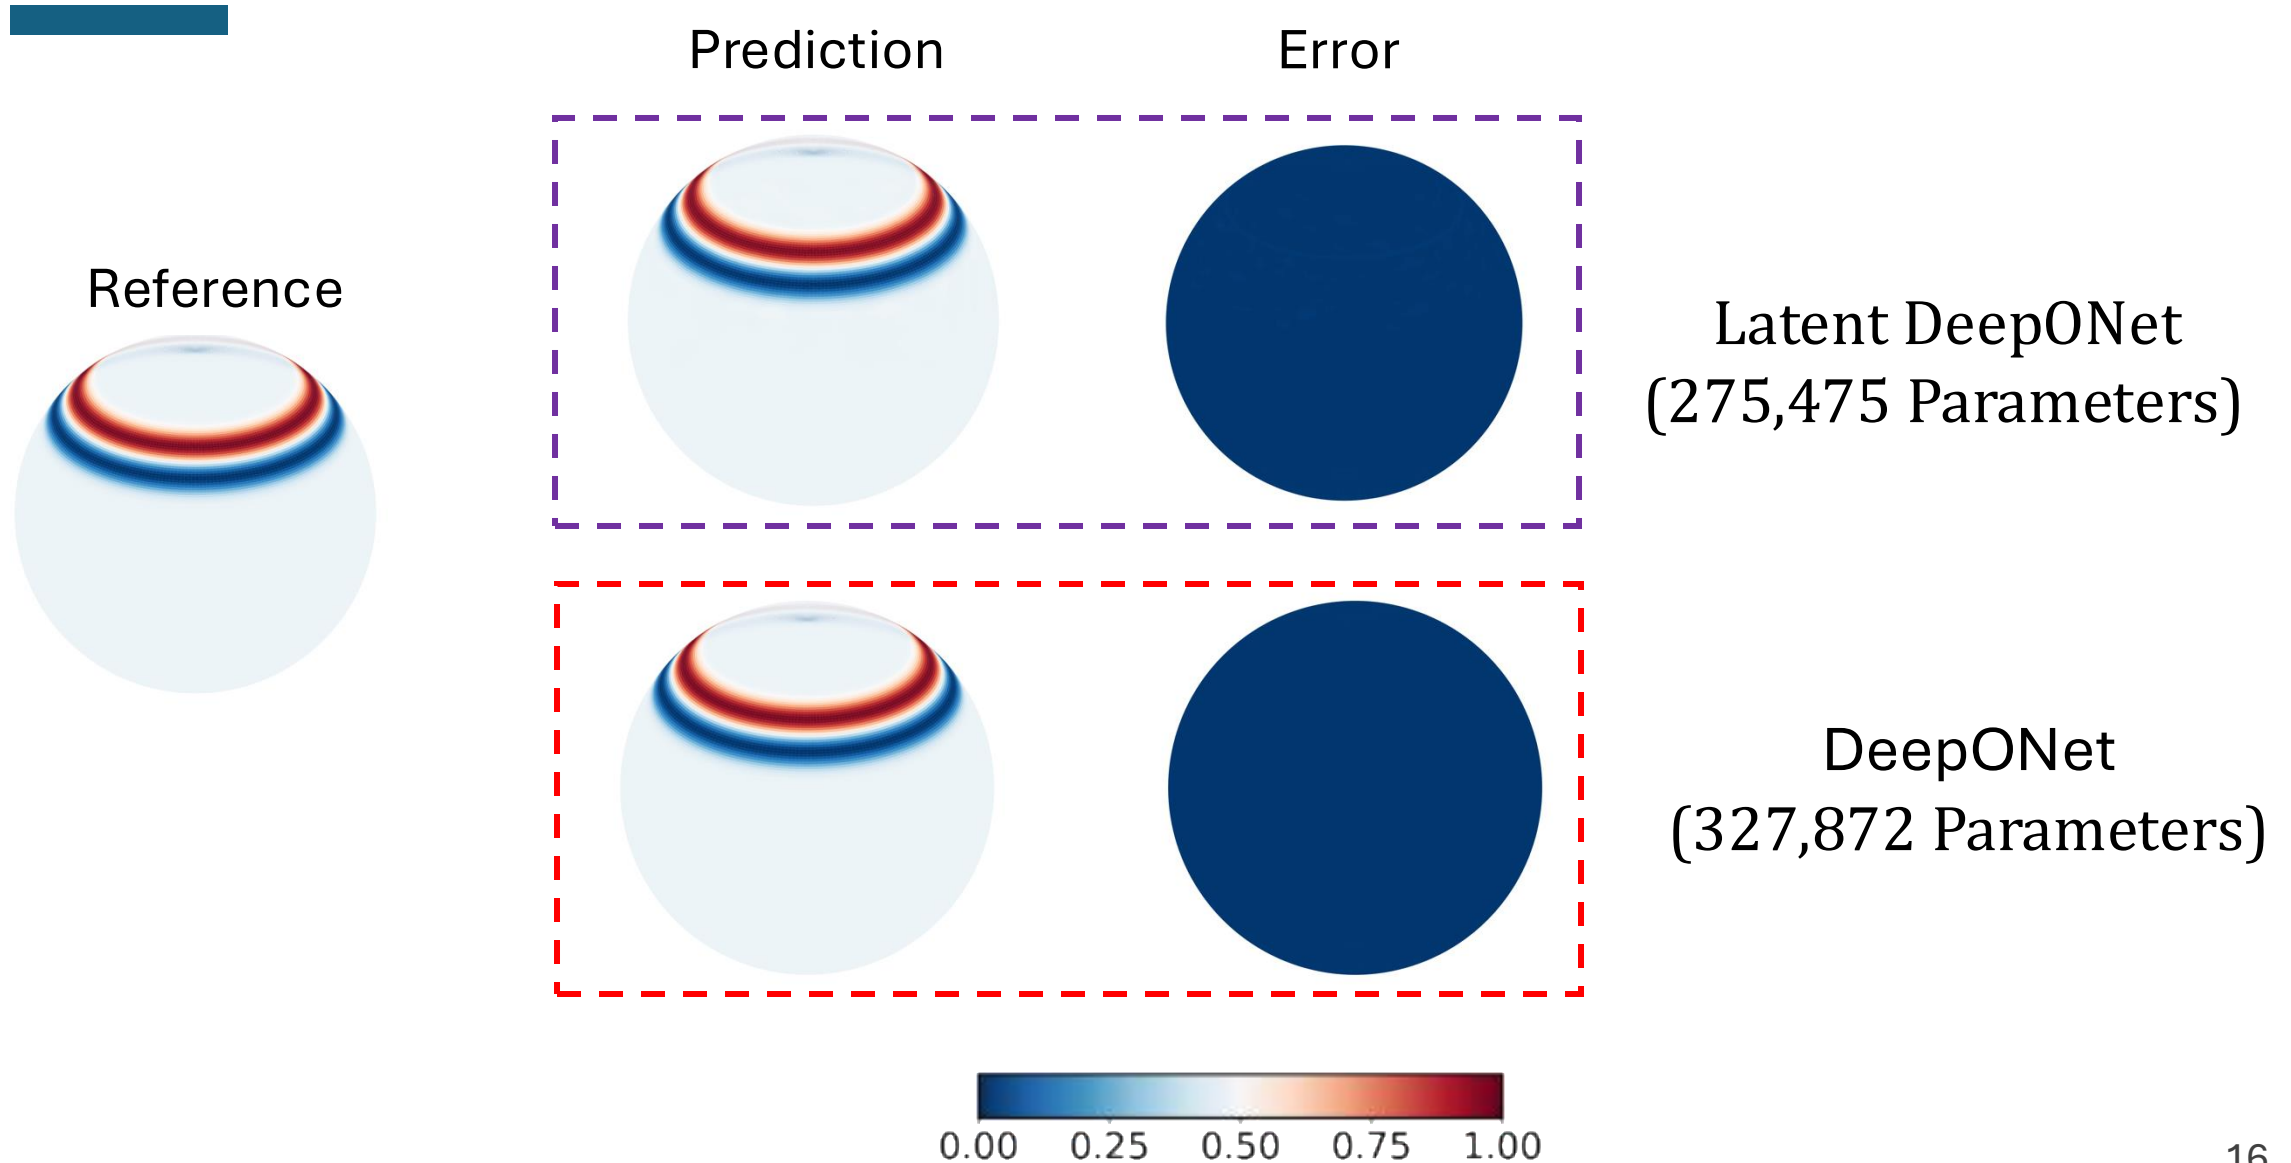 Prediction
Error
Reference
Latent DeepONet
(275,475 Parameters)
DeepONet
(327,872 Parameters)
0.00 0.25 0.50 0.75 1.00
16